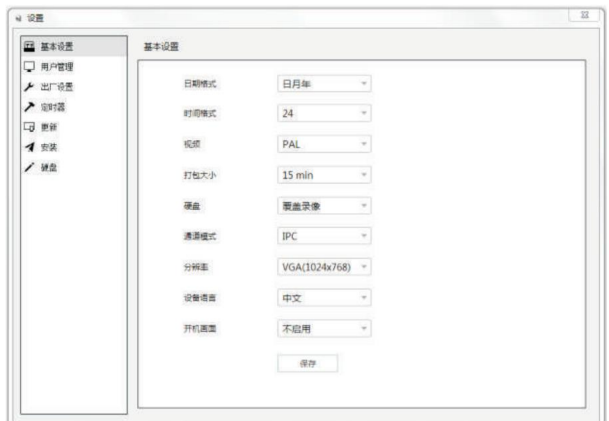 设置
基本设置
用户管理
出厂设置
定时器
更新
安装
硬盘
基本设置
日期格式 日月年
时间格式 24
视频 PAL
打包大小 15 min
硬盘 覆盖录像
通道模式 IPC
分辨率 VGA(1024x768)
设备语言 中文
开机画面 不启用
保存